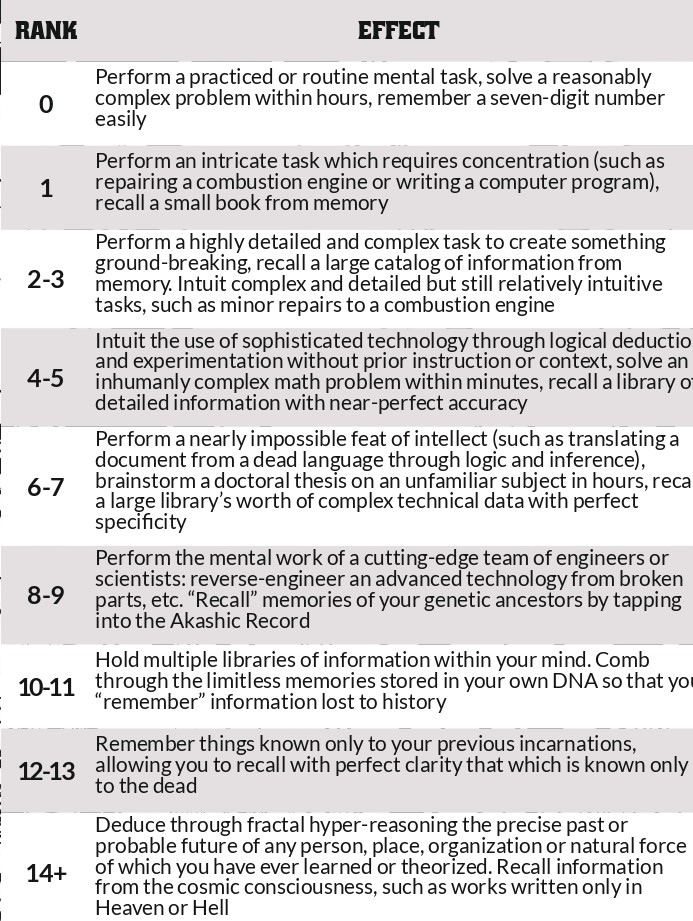 RANK EFFECT
0
Perform a practiced or routine mental task, solve a reasonably
complex problem within hours, remember a seven-digit number
easily
1
Perform an intricate task which requires concentration (such as
repairing a combustion engine or writing a computer program),
recall a small book from memory
2-3
Perform a highly detailed and complex task to create something
ground-breaking, recall a large catalog of information from
memory. Intuit complex and detailed but still relatively intuitive
tasks, such as minor repairs to a combustion engine
4-5
Intuit the use of sophisticated technology through logical deductio
and experimentation without prior instruction or context, solve an
inhumanly complex math problem within minutes, recall a library of
detailed information with near-perfect accuracy
6-7
Perform a nearly impossible feat of intellect (such as translating a
document from a dead language through logic and inference),
brainstorm a doctoral thesis on an unfamiliar subject in hours, reca
a large library’s worth of complex technical data with perfect
specificity
8-9
Perform the mental work of a cutting-edge team of engineers or
scientists: reverse-engineer an advanced technology from broken
parts, etc. “Recall” memories of your genetic ancestors by tapping
into the Akashic Record
10-11
Hold multiple libraries of information within your mind. Comb
through the limitless memories stored in your own DNA so that you
“remember” information lost to history
12-13
Remember things known only to your previous incarnations,
allowing you to recall with perfect clarity that which is known only
to the dead
14+
Deduce through fractal hyper-reasoning the precise past or
probable future of any person, place, organization or natural force
of which you have ever learned or theorized. Recall information
from the cosmic consciousness, such as works written only in
Heaven or Hell